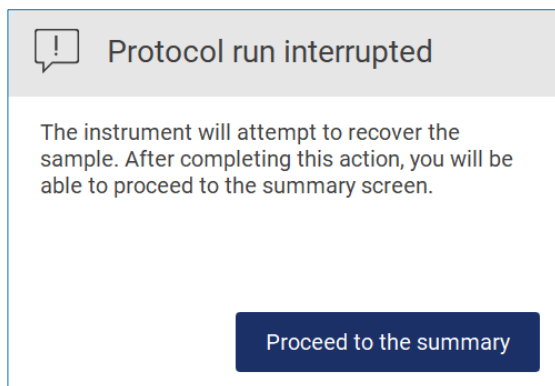 Protocol run interrupted
The instrument will attempt to recover the
sample. After completing this action, you will be
able to proceed to the summary screen.
Proceed to the summary